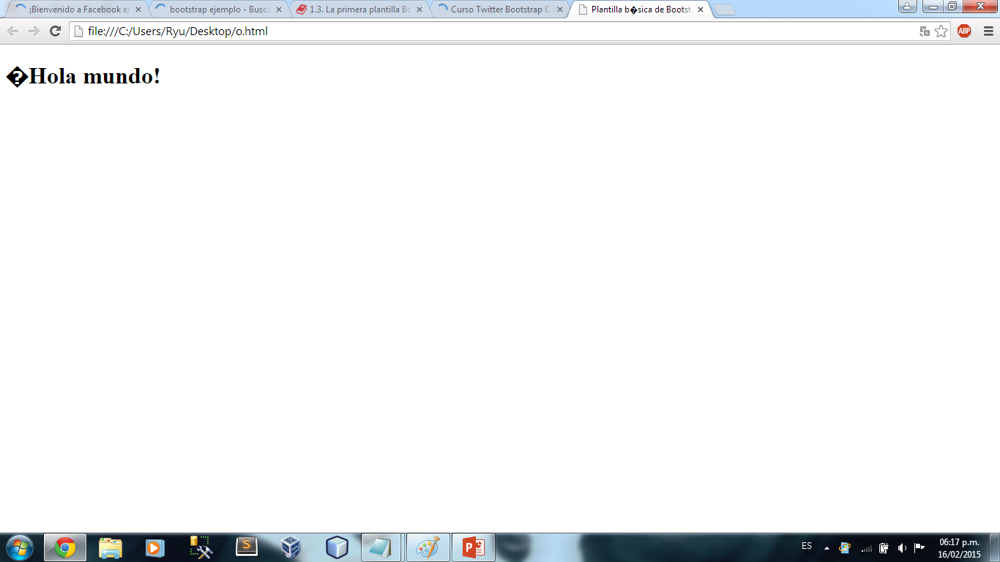 ¡Bienvenido a Facebook en
bootstrap ejemplo - Busca
1.3. La primera plantilla Bo
Curso Twitter Bootstrap C
Plantilla b�sica de Bootst
file:///C:/Users/Ryu/Desktop/o.html
ABP
�Hola mundo!
S
P
ES
06:17 p.m.
16/02/2015